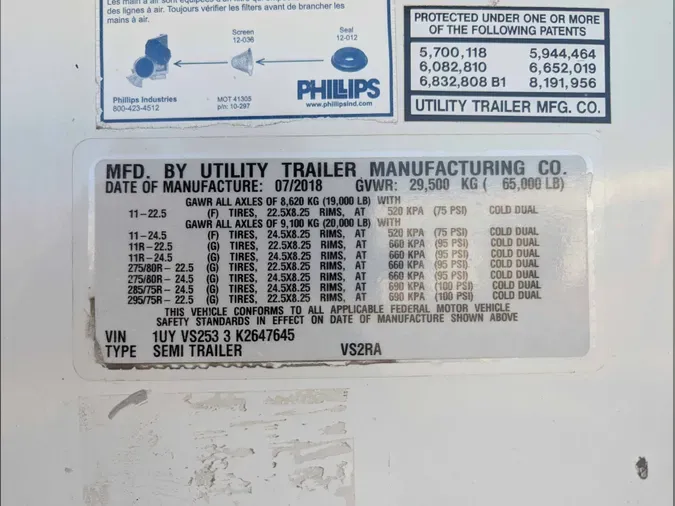 Les main à air sont équipées
des lignes à air. Toujours vérifier les filters avant de brancher les
mains à air.
Screen
12-036
Seal
12-012
PHILLIPS
www.phillipsind.com
Phillips Industries
800-423-4512
MOT 41305
p/n: 10-297
PROTECTED UNDER ONE OR MORE
OF THE FOLLOWING PATENTS
5,700,118 5,944,464
6,082,810 6,652,019
6,832,808 B1 8,191,956
UTILITY TRAILER MFG. CO.
MFD. BY UTILITY TRAILER MANUFACTURING CO.
DATE OF MANUFACTURE: 07/2018 GVWR: 29,500 KG ( 65,000 LB)
GAWR ALL AXLES OF 8,620 KG (19,000 LB) WITH
11-22.5 (F) TIRES, 22.5X8.25 RIMS, AT 520 KPA (75 PSI) COLD DUAL
GAWR ALL AXLES OF 9,100 KG (20,000 LB) WITH
11-24.5 (F) TIRES, 24.5X8.25 RIMS, AT 520 KPA (75 PSI) COLD DUAL
11R-22.5 (G) TIRES, 22.5X8.25 RIMS, AT 660 KPA (95 PSI) COLD DUAL
11R-24.5 (G) TIRES, 24.5X8.25 RIMS, AT 660 KPA (95 PSI) COLD DUAL
275/80R- 22.5 (G) TIRES, 22.5X8.25 RIMS, AT 660 KPA (95 PSI) COLD DUAL
275/80R- 24.5 (G) TIRES, 24.5X8.25 RIMS, AT 660 KPA (95 PSI) COLD DUAL
285/75R- 24.5 (G) TIRES, 24.5X8.25 RIMS, AT 690 KPA (100 PSI) COLD DUAL
295/75R- 22.5 (G) TIRES, 22.5X8.25 RIMS, AT 690 KPA (100 PSI) COLD DUAL
THIS VEHICLE CONFORMS TO ALL APPLICABLE FEDERAL MOTOR VEHICLE
SAFETY STANDARDS IN EFFECT ON DATE OF MANUFACTURE SHOWN ABOVE
VIN 1UY VS253 3 K2647645
TYPE SEMI TRAILER VS2RA